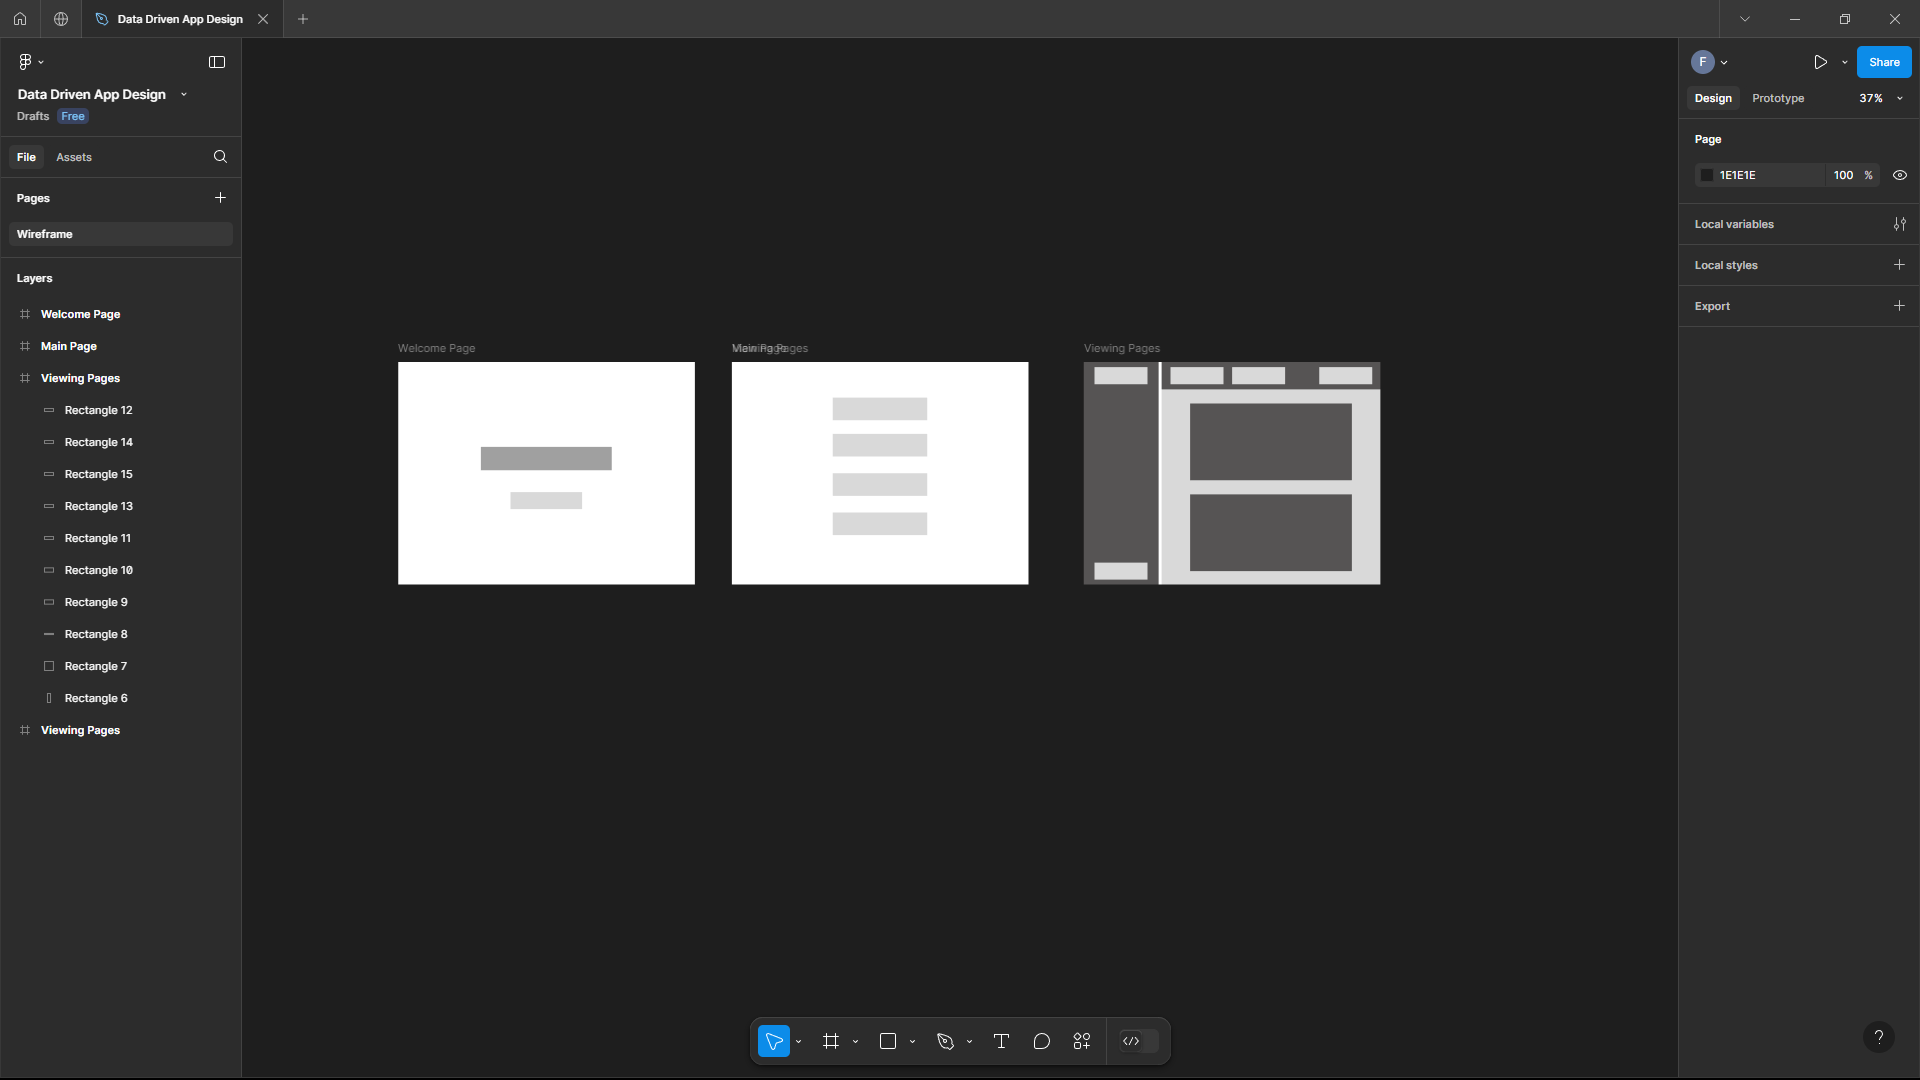 Data Driven App Design
Data Driven App Design
Drafts Free
File Assets
Pages
Wireframe
Layers
Welcome Page
Main Page
Viewing Pages
Rectangle 12
Rectangle 14
Rectangle 15
Rectangle 13
Rectangle 11
Rectangle 10
Rectangle 9
Rectangle 8
Rectangle 7
Rectangle 6
Viewing Pages
Welcome Page
Viewing Pages
Main Page
Viewing Pages
F
Share
Design Prototype 37%
Page
1E1E1E 100 %
Local variables
Local styles
Export
?